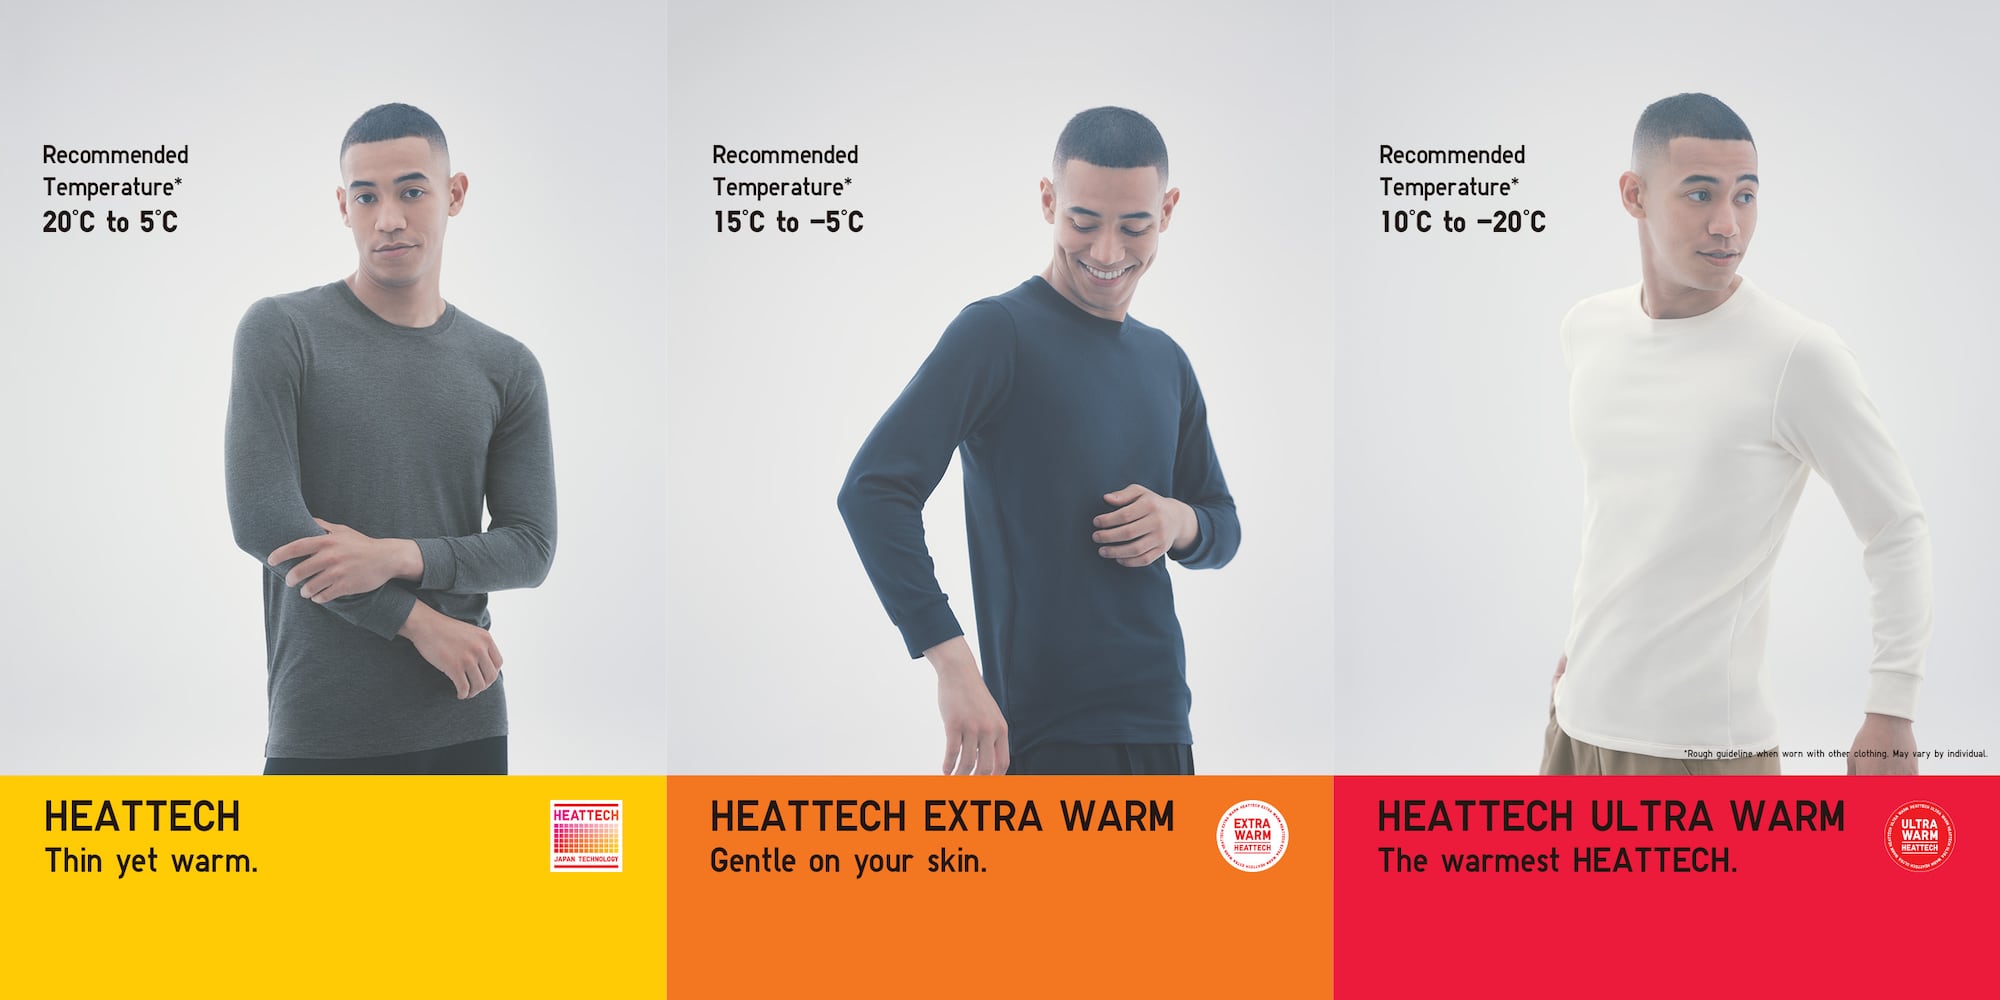 Recommended
Temperature*
20°C to 5°C
HEATTECH
Thin yet warm.
HEATTECH
JAPAN TECHNOLOGY
Recommended
Temperature*
15°C to –5°C
HEATTECH EXTRA WARM
Gentle on your skin.
EXTRA
WARM
HEATTECH
Recommended
Temperature*
10°C to –20°C
*Rough guideline when worn with other clothing. May vary by individual.
HEATTECH ULTRA WARM
The warmest HEATTECH.
ULTRA
WARM
HEATTECH